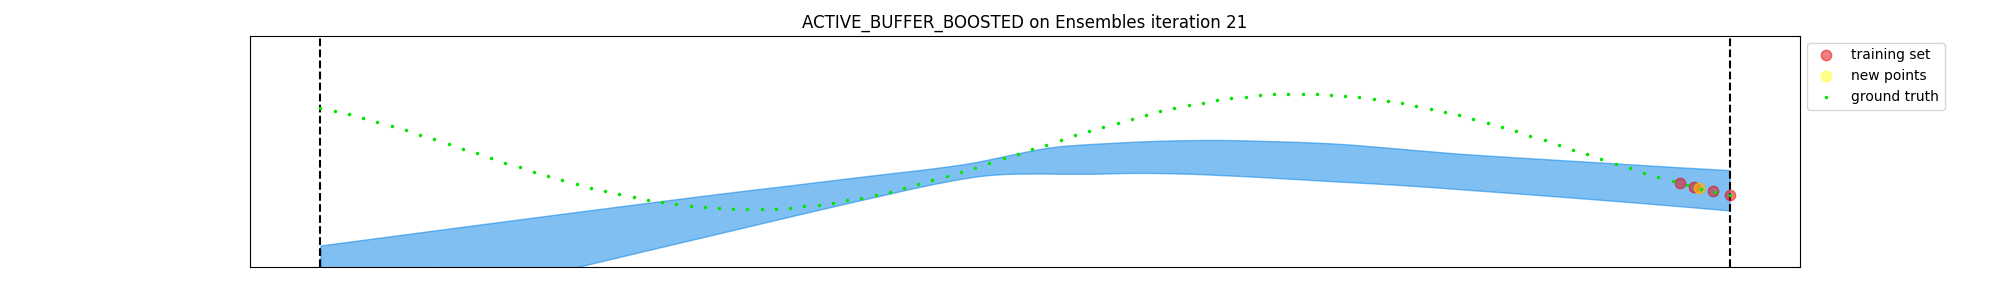 ACTIVE_BUFFER_BOOSTED on Ensembles iteration 21
training set
new points
ground truth